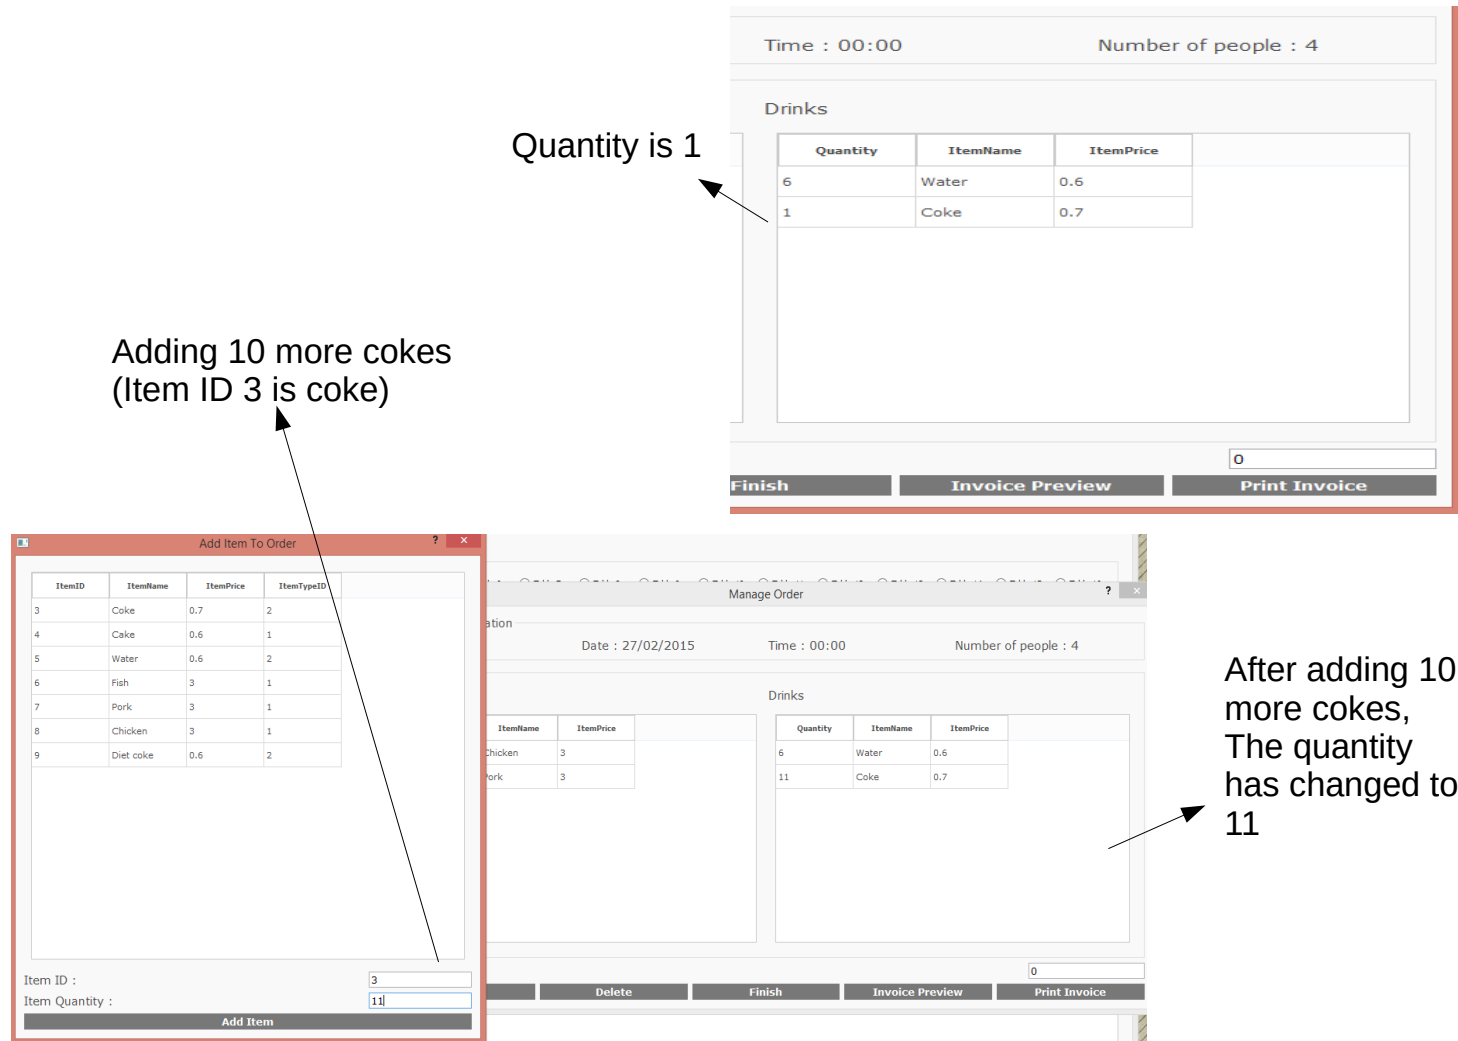 Time : 00:00 Number of people : 4
Drinks
Quantity is 1
Quantity ItemName ItemPrice
6 Water 0.6
1 Coke 0.7
0
Finish Invoice Preview Print Invoice
Adding 10 more cokes
(Item ID 3 is coke)
Add Item To Order ? ×
ItemID ItemName ItemPrice ItemTypeID
3 Coke 0.7 2
4 Cake 0.6 1
5 Water 0.6 2
6 Fish 3 1
7 Pork 3 1
8 Chicken 3 1
9 Diet coke 0.6 2
Item ID : 3
Item Quantity : 11
Add Item
Manage Order ? ×
ation
Date : 27/02/2015 Time : 00:00 Number of people : 4
Drinks
ItemName ItemPrice
Chicken 3
Pork 3
Quantity ItemName ItemPrice
6 Water 0.6
11 Coke 0.7
0
Delete Finish Invoice Preview Print Invoice
After adding 10
more cokes,
The quantity
has changed to
11